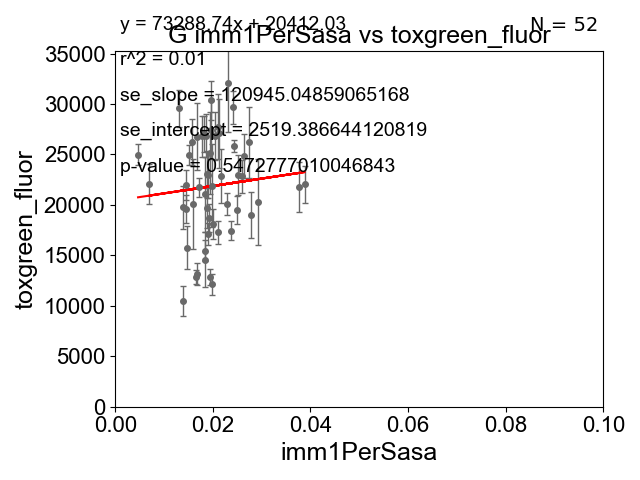 y = 73288.74x + 20412.03
N = 52
G imm1PerSasa vs toxgreen_fluor
r^2 = 0.01
se_slope = 120945.04859065168
se_intercept = 2519.386644120819
p-value = 0.5472777010046843
35000
30000
25000
20000
15000
10000
5000
0
toxgreen_fluor
0.00 0.02 0.04 0.06 0.08 0.10
imm1PerSasa